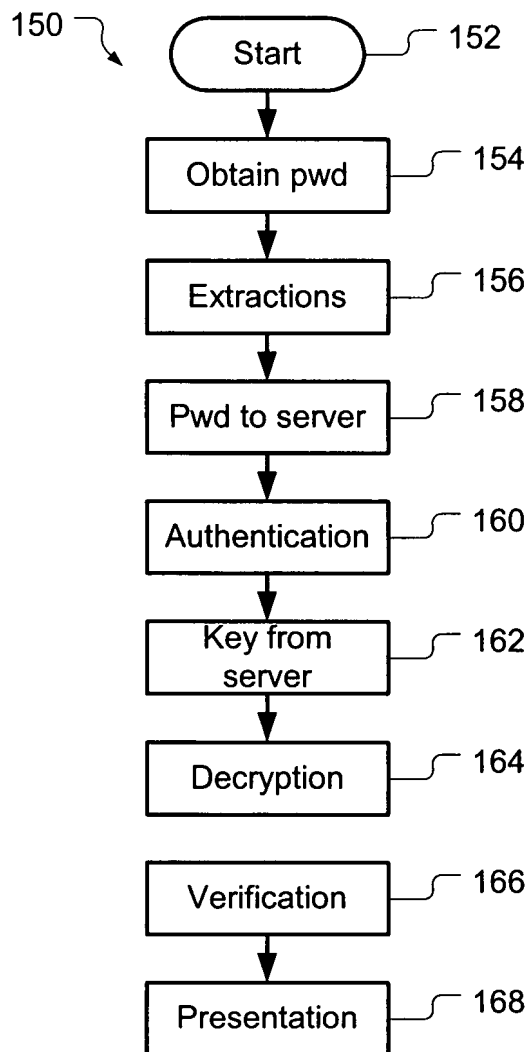 150
Start 152
Obtain pwd 154
Extractions 156
Pwd to server 158
Authentication 160
Key from
server 162
Decryption 164
Verification 166
Presentation 168